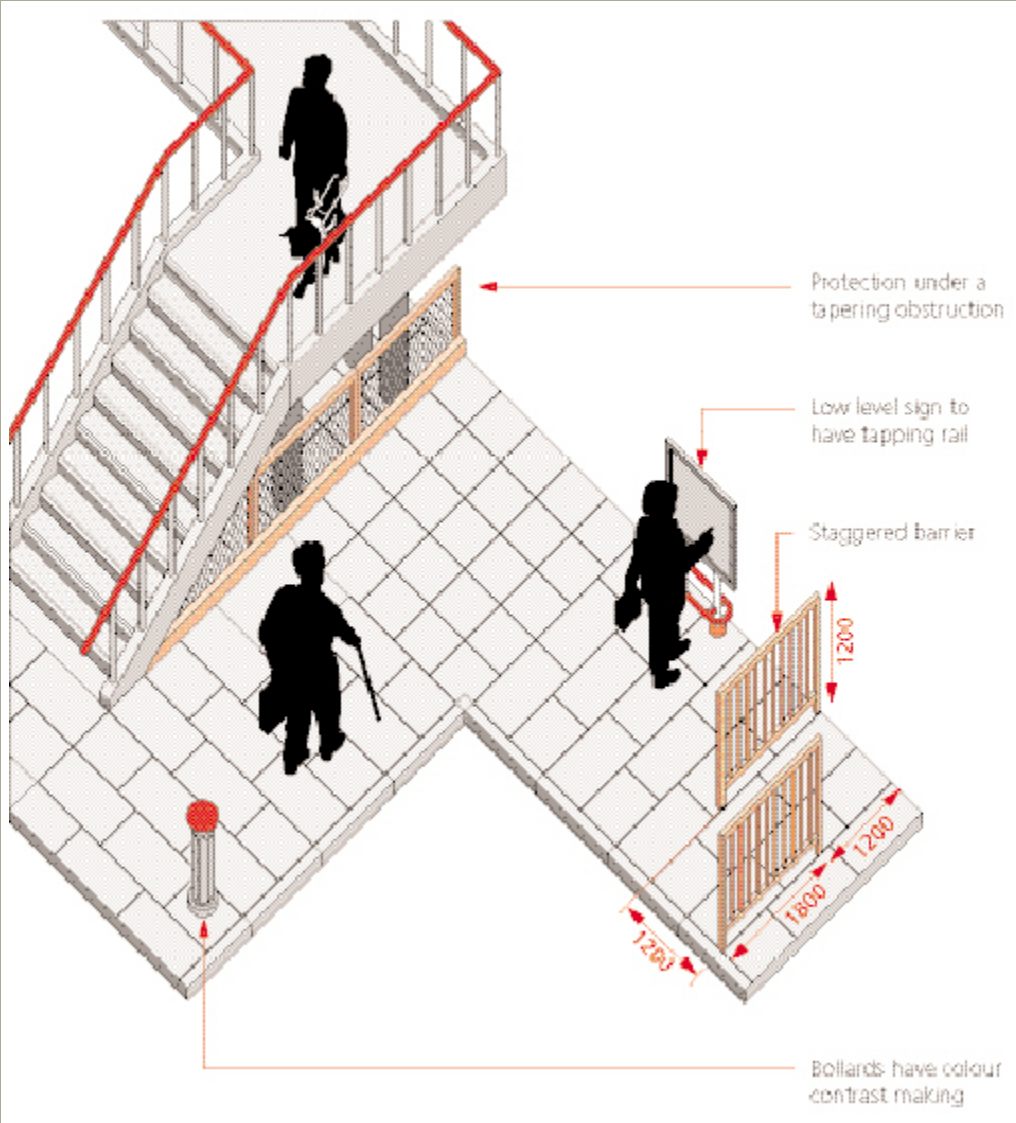 Protection under a
tapering obstruction
Low level sign to
have tapping rail
Staggered barrier
1200
1200
1800
1200
Bollards have colour
contrast making